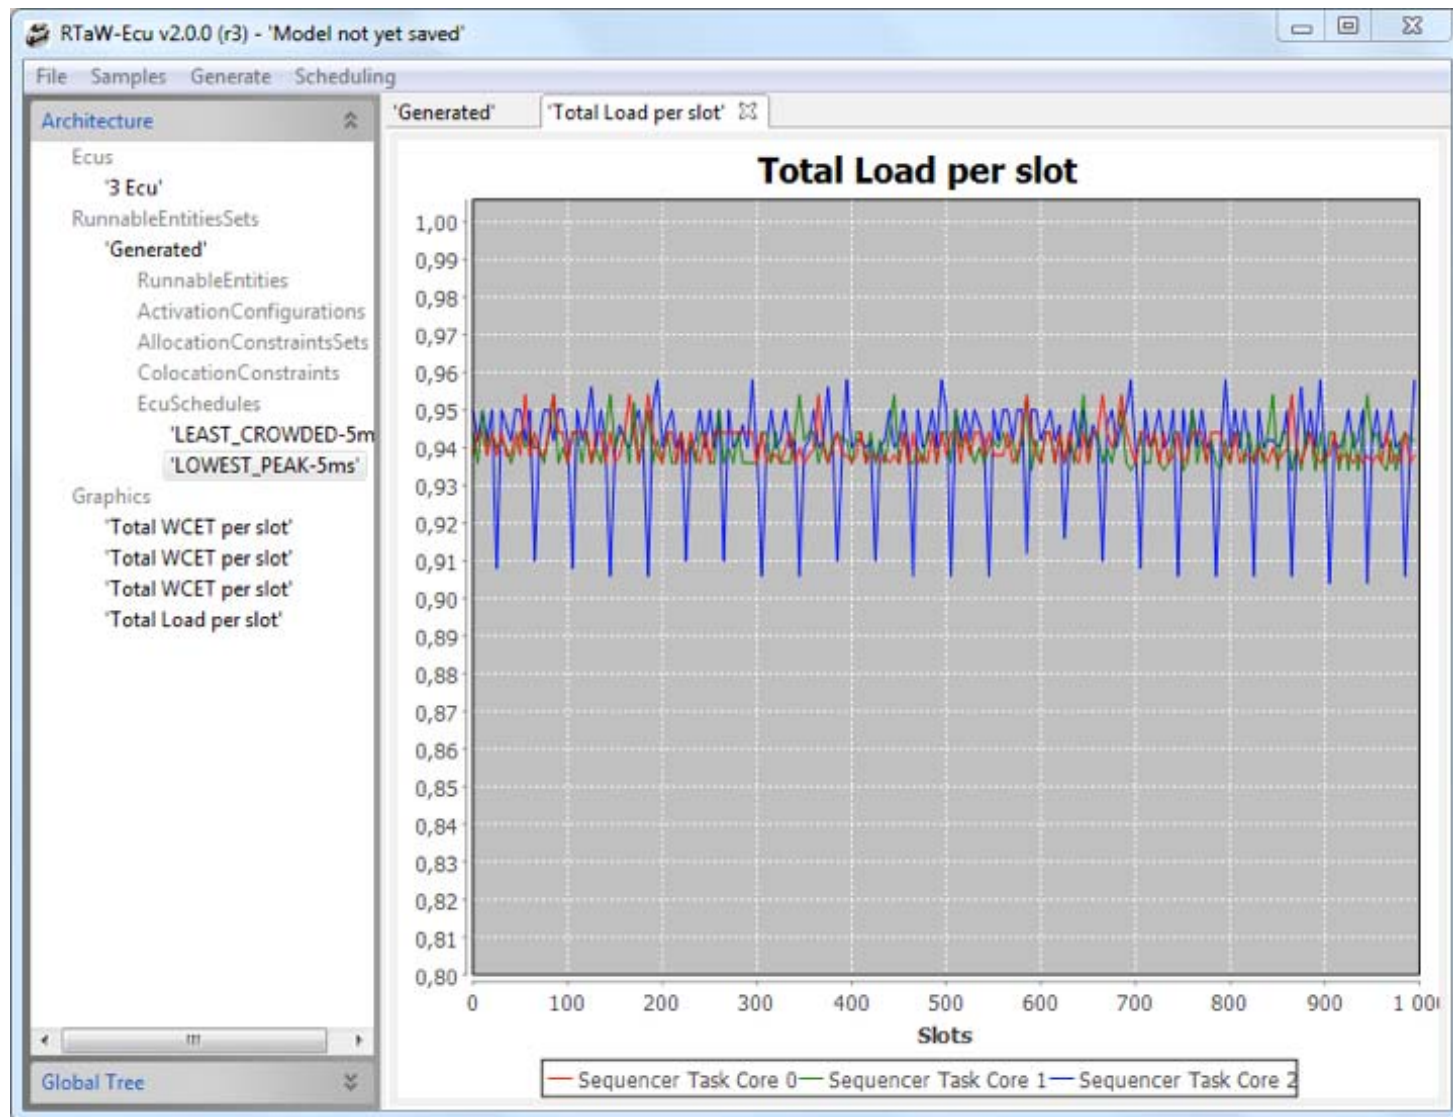 RTaW-Ecu v2.0.0 (r3) - 'Model not yet saved'
File Samples Generate Scheduling
Architecture
Ecus
'3 Ecu'
RunnableEntitiesSets
'Generated'
RunnableEntities
ActivationConfigurations
AllocationConstraintsSets
ColocationConstraints
EcuSchedules
'LEAST_CROWDED-5m
'LOWEST_PEAK-5ms'
Graphics
'Total WCET per slot'
'Total WCET per slot'
'Total WCET per slot'
'Total Load per slot'
Global Tree
'Generated' 'Total Load per slot'
Total Load per slot
1,00
0,99
0,98
0,97
0,96
0,95
0,94
0,93
0,92
0,91
0,90
0,89
0,88
0,87
0,86
0,85
0,84
0,83
0,82
0,81
0,80
0 100 200 300 400 500 600 700 800 900 1 00
Slots
Sequencer Task Core 0 Sequencer Task Core 1 Sequencer Task Core 2